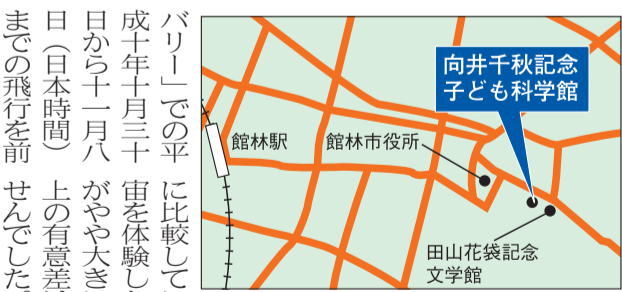 バリー」での平
成十年十月三十
日から十一月八
日（日本時間）
までの飛行を前
に比較して
宙を体験し
がやや大き
上の有意差
せんでした。
向井千秋記念
子ども科学館
館林駅
館林市役所
田山花袋記念
文学館